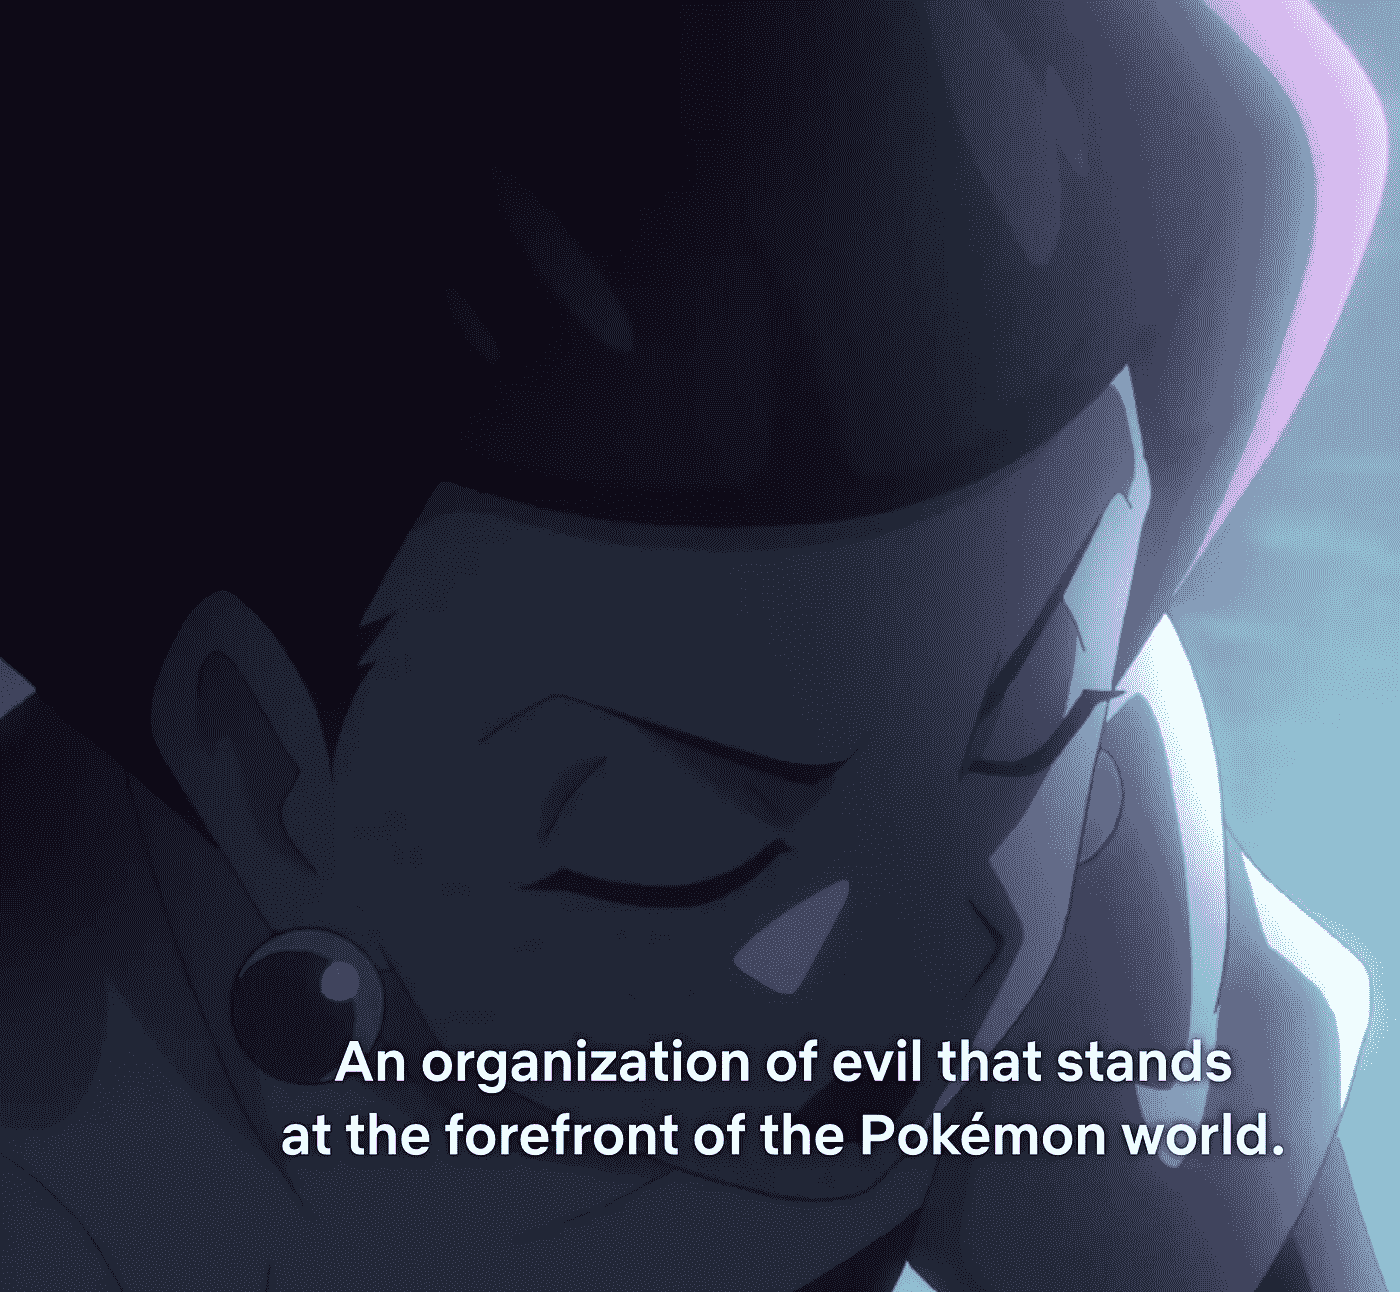 An organization of evil that stands
at the forefront of the Pokémon world.